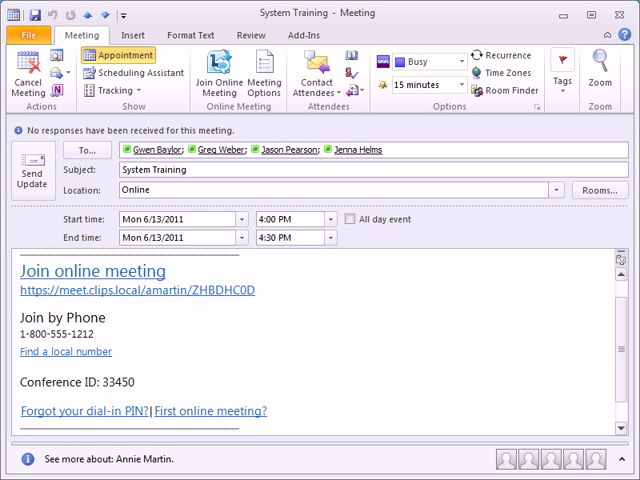 System Training - Meeting
File Meeting Insert Format Text Review Add-Ins
Cancel Meeting
Actions
Appointment
Scheduling Assistant
Tracking
Show
Join Online Meeting
Meeting Options
Online Meeting
Contact Attendees
Attendees
Busy
15 minutes
Recurrence
Time Zones
Room Finder
Options
Tags
Zoom
Zoom
No responses have been received for this meeting.
Send Update
To... Gwen Baylor; Greg Weber; Jason Pearson; Jenna Helms
Subject: System Training
Location: Online Rooms...
Start time: Mon 6/13/2011 4:00 PM All day event
End time: Mon 6/13/2011 4:30 PM
Join online meeting
https://meet.clips.local/amartin/ZHBDHC0D
Join by Phone
1-800-555-1212
Find a local number
Conference ID: 33450
Forgot your dial-in PIN?|First online meeting?
See more about: Annie Martin.